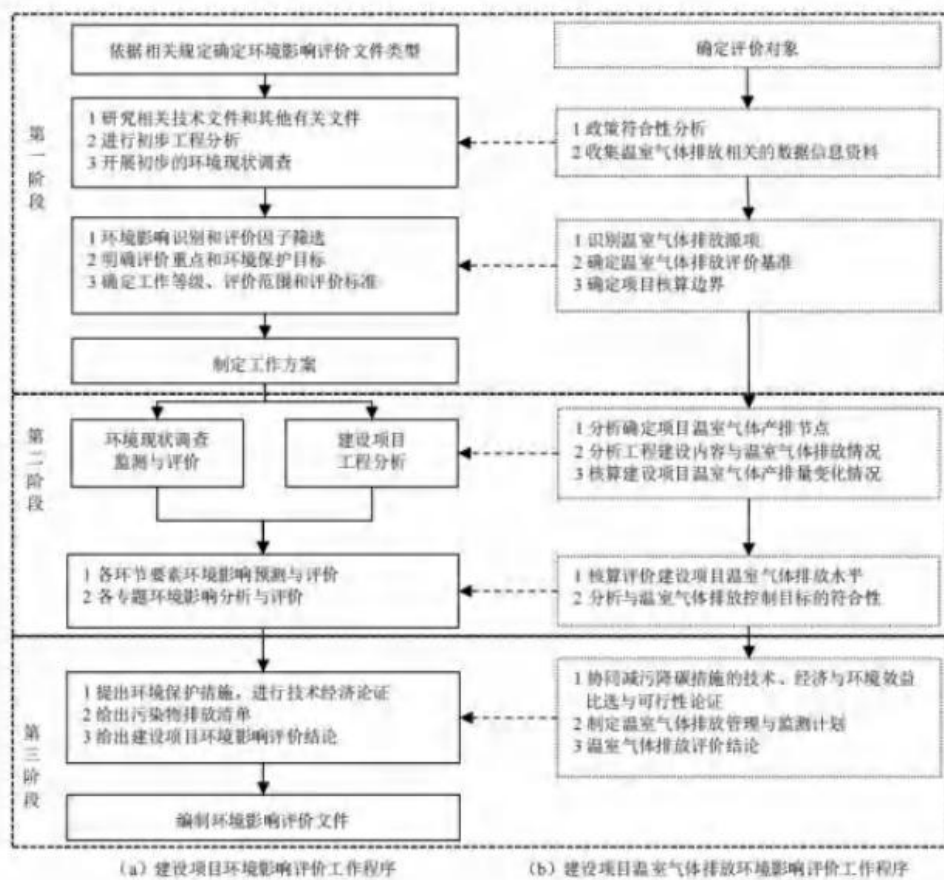 第一阶段
依据相关规定确定环境影响评价文件类型
1 研究相关技术文件和其他有关文件
2 进行初步工程分析
3 开展初步的环境现状调查
1 环境影响识别和评价因子筛选
2 明确评价重点和环境保护目标
3 确定工作等级、评价范围和评价标准
制定工作方案
确定评价对象
1 政策符合性分析
2 收集温室气体排放相关的数据信息资料
1 识别温室气体排放源项
2 确定温室气体排放评价基准
3 确定项目核算边界
第二阶段
环境现状调查
监测与评价
建设项目
工程分析
1 各环节要素环境影响预测与评价
2 各专题环境影响分析与评价
1 分析确定项目温室气体产排节点
2 分析工程建设内容与温室气体排放情况
3 核算建设项目温室气体产排量变化情况
1 核算评价建设项目温室气体排放水平
2 分析与温室气体排放控制目标的符合性
第三阶段
1 提出环境保护措施，进行技术经济论证
2 给出污染物排放清单
3 给出建设项目环境影响评价结论
编制环境影响评价文件
1 协同减污降碳措施的技术、经济与环境效益
比选与可行性论证
2 制定温室气体排放管理与监测计划
3 温室气体排放评价结论
（a）建设项目环境影响评价工作程序
（b）建设项目温室气体排放环境影响评价工作程序